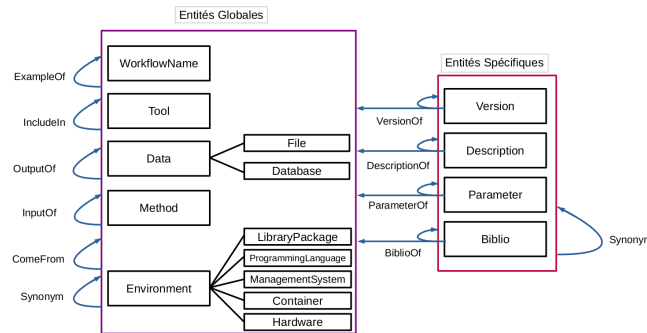 Entités Globales
WorkflowName
ExampleOf
Tool
IncludeIn
Data
File
Database
OutputOf
Method
InputOf
ComeFrom
Environment
LibraryPackage
ProgrammingLanguage
ManagementSystem
Container
Hardware
Synonym
Entités Spécifiques
Version
VersionOf
Description
DescriptionOf
Parameter
ParameterOf
Biblio
BiblioOf
Synonyn